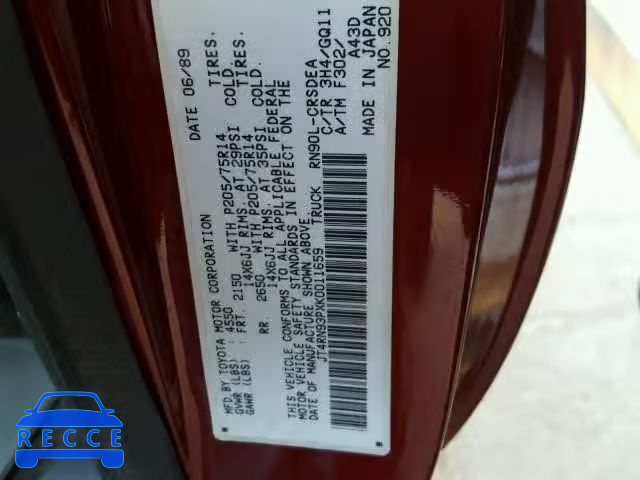 MFD.BY TOYOTA MOTOR CORPORATION DATE 06/89
GVWR (LBS) : 4550
GAWR (LBS) : FRT. 2150 WITH P205/75R14 TIRES.
14X6JJ RIMS. AT 29PSI COLD.
RR. 2650 WITH P205/75R14 TIRES.
14X6JJ RIMS. AT 35PSI COLD.
THIS VEHICLE CONFORMS TO ALL APPLICABLE FEDERAL
MOTOR VEHICLE SAFETY STANDARDS IN EFFECT ON THE
DATE OF MANUFACTURE SHOWN ABOVE.
JT4RN93PXK0011659 TRUCK RN90L-CRSDEA
C/TR 3H4/GQ11
A/TM F302/
A43D
MADE IN JAPAN
NO. 920
RECCE